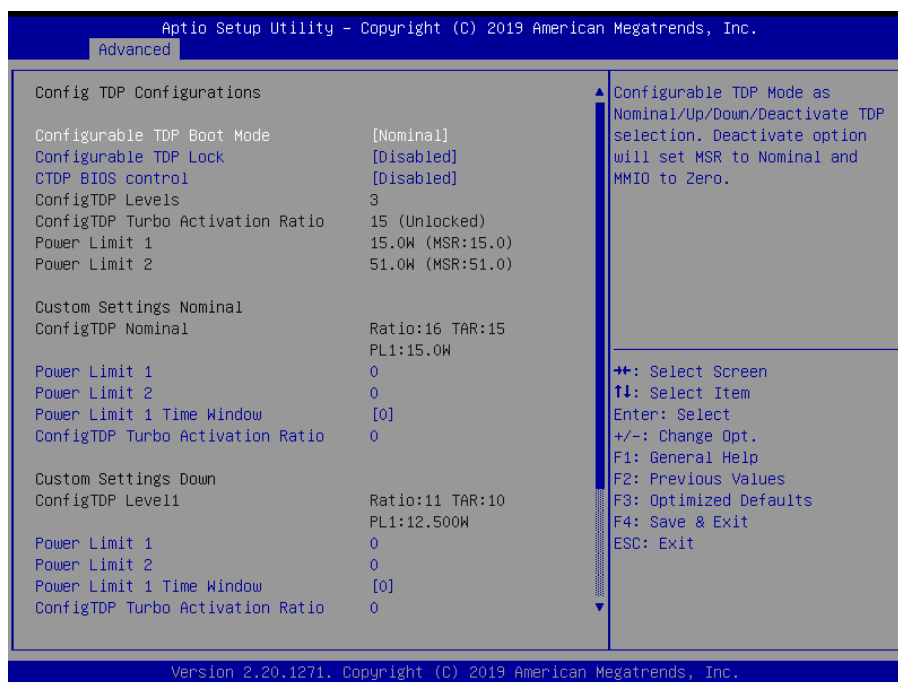 Aptio Setup Utility – Copyright (C) 2019 American Megatrends, Inc.
Advanced
Config TDP Configurations
Configurable TDP Boot Mode [Nominal]
Configurable TDP Lock [Disabled]
CTDP BIOS control [Disabled]
ConfigTDP Levels 3
ConfigTDP Turbo Activation Ratio 15 (Unlocked)
Power Limit 1 15.0W (MSR:15.0)
Power Limit 2 51.0W (MSR:51.0)
Custom Settings Nominal
ConfigTDP Nominal Ratio:16 TAR:15
PL1:15.0W
Power Limit 1 0
Power Limit 2 0
Power Limit 1 Time Window [0]
ConfigTDP Turbo Activation Ratio 0
Custom Settings Down
ConfigTDP Level1 Ratio:11 TAR:10
PL1:12.500W
Power Limit 1 0
Power Limit 2 0
Power Limit 1 Time Window [0]
ConfigTDP Turbo Activation Ratio 0
Configurable TDP Mode as
Nominal/Up/Down/Deactivate TDP
selection. Deactivate option
will set MSR to Nominal and
MMIO to Zero.
→←: Select Screen
↑↓: Select Item
Enter: Select
+/-: Change Opt.
F1: General Help
F2: Previous Values
F3: Optimized Defaults
F4: Save & Exit
ESC: Exit
Version 2.20.1271. Copyright (C) 2019 American Megatrends, Inc.